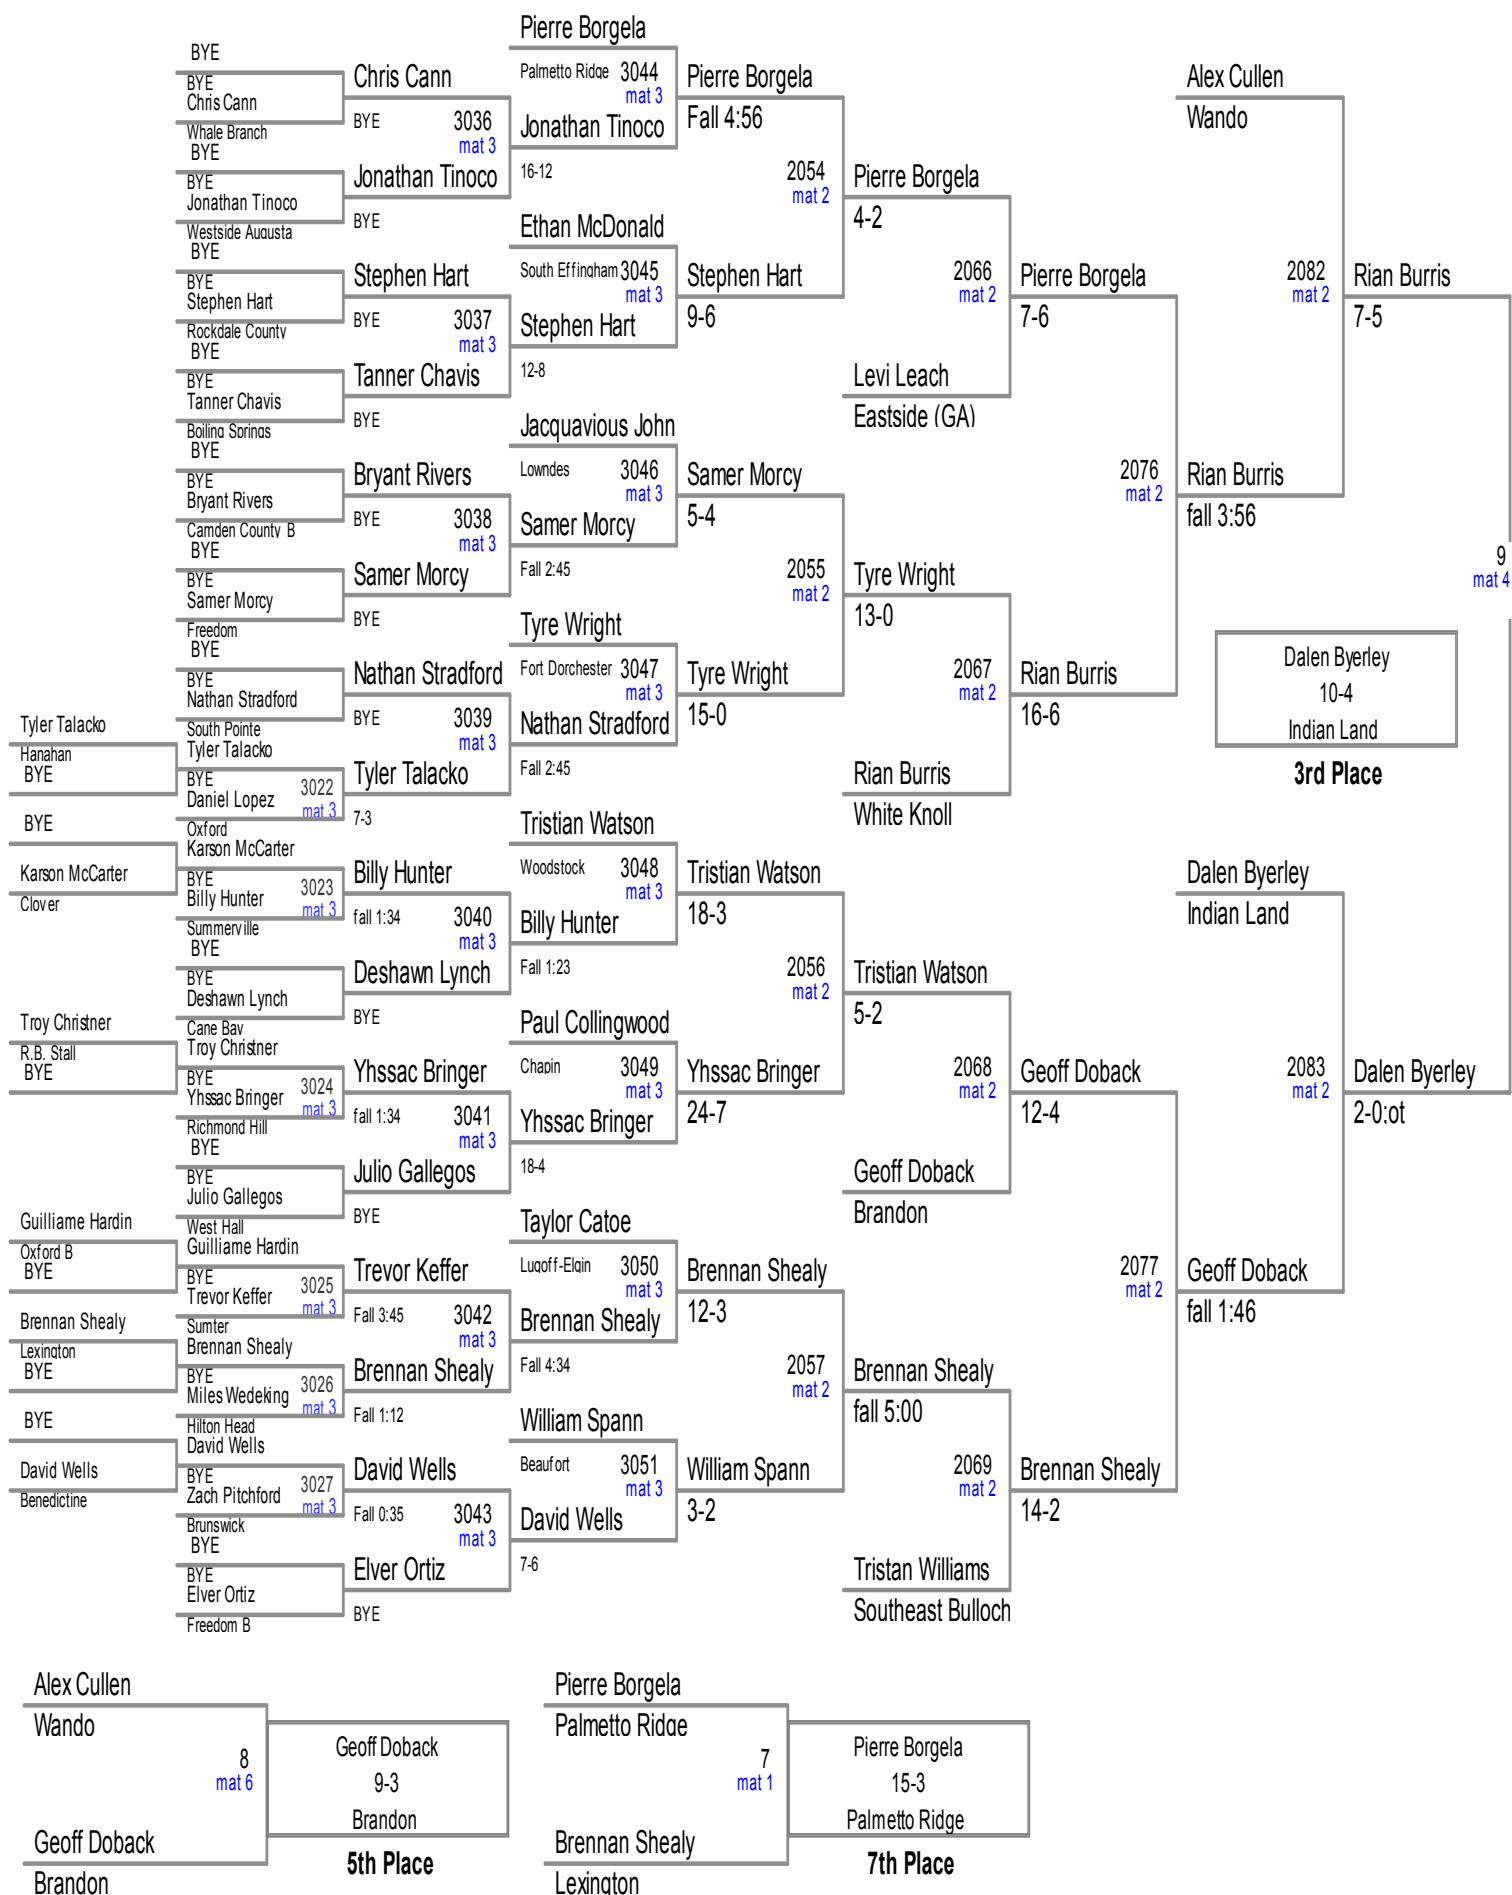 Tyler Talacko
Hanahan
BYE
BYE
Karson McCarter
Clover
Troy Christner
R.B. Stall
BYE
Guilliame Hardin
Oxford B
BYE
Brennan Shealy
Lexington
BYE
BYE
David Wells
Benedictine
BYE
BYE
Chris Cann
Whale Branch
BYE
BYE
Jonathan Tinoco
Westside Augusta
BYE
BYE
Stephen Hart
Rockdale County
BYE
BYE
Tanner Chavis
Boiling Springs
BYE
BYE
Bryant Rivers
Camden County B
BYE
BYE
Samer Morcy
Freedom
BYE
BYE
Nathan Stradford
South Pointe
Tyler Talacko
BYE
3022
Daniel Lopez
mat 3
Oxford
Karson McCarter
BYE
3023
Billy Hunter
mat 3
Summerville
BYE
BYE
Deshawn Lynch
Cane Bay
Troy Christner
BYE
3024
Yhssac Bringer
mat 3
Richmond Hill
BYE
BYE
Julio Gallegos
West Hall
Guilliame Hardin
BYE
3025
Trevor Keffer
mat 3
Sumter
Brennan Shealy
BYE
3026
Miles Wedeking
mat 3
Hilton Head
David Wells
BYE
3027
Zach Pitchford
mat 3
Brunswick
BYE
BYE
Elver Ortiz
Freedom B
Chris Cann
BYE
3036
mat 3
Jonathan Tinoco
BYE
Stephen Hart
BYE
3037
mat 3
Tanner Chavis
BYE
Bryant Rivers
BYE
3038
mat 3
Samer Morcy
BYE
Nathan Stradford
BYE
3039
mat 3
Tyler Talacko
7-3
Billy Hunter
fall 1:34
3040
mat 3
Deshawn Lynch
BYE
Yhssac Bringer
fall 1:34
3041
mat 3
Julio Gallegos
BYE
Trevor Keffer
Fall 3:45
3042
mat 3
Brennan Shealy
Fall 1:12
David Wells
Fall 0:35
3043
mat 3
Elver Ortiz
BYE
Pierre Borgela
Palmetto Ridge
3044
mat 3
Jonathan Tinoco
16-12
Ethan McDonald
South Effingham
3045
mat 3
Stephen Hart
12-8
Jacquavious John
Lowndes
3046
mat 3
Samer Morcy
Fall 2:45
Tyre Wright
Fort Dorchester
3047
mat 3
Nathan Stradford
Fall 2:45
Tristian Watson
Woodstock
3048
mat 3
Billy Hunter
Fall 1:23
Paul Collingwood
Chapin
3049
mat 3
Yhssac Bringer
18-4
Taylor Catoe
Lugoff-Elgin
3050
mat 3
Brennan Shealy
Fall 4:34
William Spann
Beaufort
3051
mat 3
David Wells
7-6
Pierre Borgela
Fall 4:56
2054
mat 2
Stephen Hart
9-6
Samer Morcy
5-4
2055
mat 2
Tyre Wright
15-0
Tristian Watson
18-3
2056
mat 2
Yhssac Bringer
24-7
Brennan Shealy
12-3
2057
mat 2
William Spann
3-2
Pierre Borgela
4-2
2066
mat 2
Levi Leach
Eastside (GA)
Tyre Wright
13-0
2067
mat 2
Rian Burris
White Knoll
Tristian Watson
5-2
2068
mat 2
Geoff Doback
Brandon
Brennan Shealy
fall 5:00
2069
mat 2
Tristan Williams
Southeast Bulloch
Pierre Borgela
7-6
2076
mat 2
Rian Burris
16-6
Geoff Doback
12-4
2077
mat 2
Brennan Shealy
14-2
Alex Cullen
Wando
2082
mat 2
Rian Burris
fall 3:56
Dalen Byerley
Indian Land
2083
mat 2
Geoff Doback
fall 1:46
Rian Burris
7-5
9
mat 4
Dalen Byerley
2-0:ot
Dalen Byerley
10-4
Indian Land
3rd Place
Alex Cullen
Wando
8
mat 6
Geoff Doback
Brandon
Geoff Doback
9-3
Brandon
5th Place
Pierre Borgela
Palmetto Ridge
7
mat 1
Brennan Shealy
Lexington
Pierre Borgela
15-3
Palmetto Ridge
7th Place